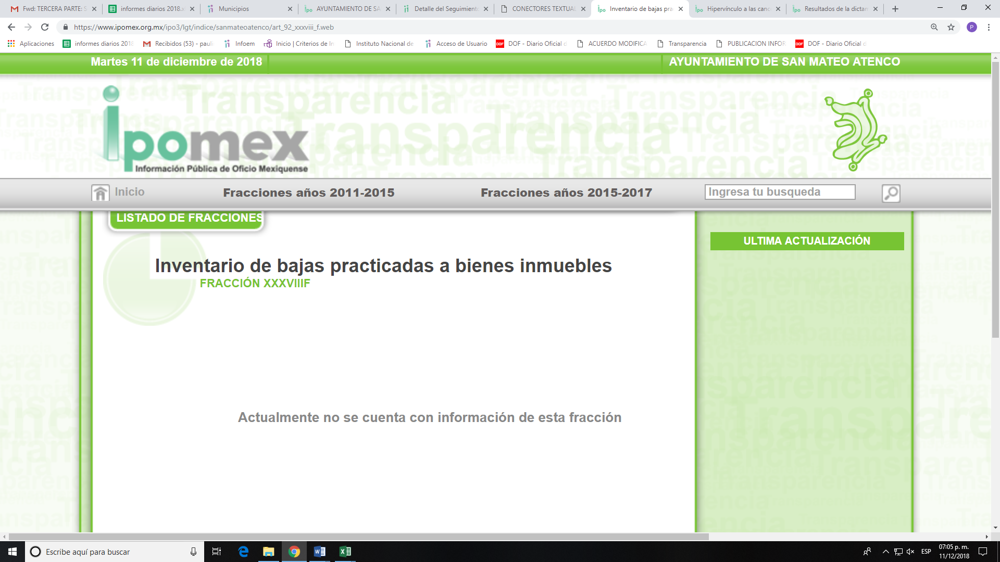 Fwd: TERCERA PARTE: S
informes diarios 2018.x
Municipios
AYUNTAMIENTO DE SA
Detalle del Seguimiento
CONECTORES TEXTUAL
Inventario de bajas pra
Hipervínculo a las canc
Resultados de la dictam
https://www.ipomex.org.mx/ipo3/lgt/indice/sanmateoatenco/art_92_xxxviii_f.web
P
Aplicaciones
informes diarios 2018
Recibidos (53) - pauli
Infoem
Inicio | Criterios de In
Instituto Nacional de
Acceso de Usuario
DOF - Diario Oficial d
ACUERDO MODIFICA
Transparencia
PUBLICACION INFOR
DOF - Diario Oficial d
Martes 11 de diciembre de 2018
AYUNTAMIENTO DE SAN MATEO ATENCO
Transparencia
ipomex
Información Pública de Oficio Mexiquense
Inicio
Fracciones años 2011-2015
Fracciones años 2015-2017
Ingresa tu busqueda
LISTADO DE FRACCIONES
ULTIMA ACTUALIZACIÓN
Inventario de bajas practicadas a bienes inmuebles
FRACCIÓN XXXVIIIF
Actualmente no se cuenta con información de esta fracción
Escribe aquí para buscar
ESP
07:05 p. m.
11/12/2018